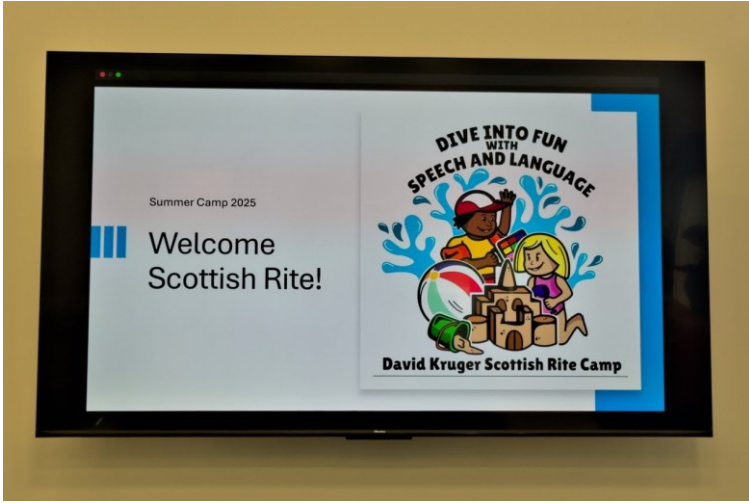 Summer Camp 2025
Welcome
Scottish Rite!
DIVE INTO FUN
WITH
SPEECH AND LANGUAGE
David Kruger Scottish Rite Camp